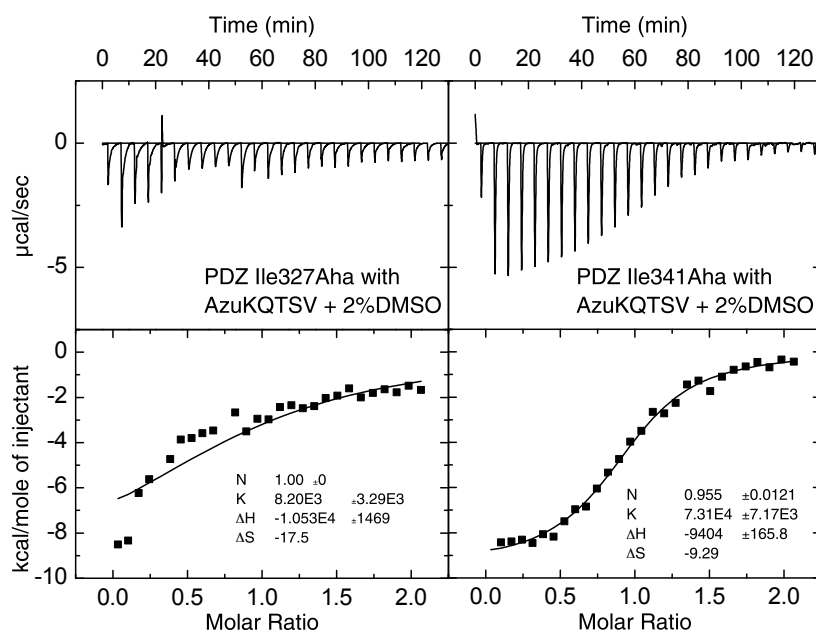 Time (min)
Time (min)
0 20 40 60 80 100 120
0 20 40 60 80 100 120
µcal/sec
0
-5
PDZ Ile327Aha with
AzuKQTSV + 2%DMSO
PDZ Ile341Aha with
AzuKQTSV + 2%DMSO
kcal/mole of injectant
0
-2
-4
-6
-8
-10
N 1.00 ±0
K 8.20E3 ±3.29E3
ΔH -1.053E4 ±1469
ΔS -17.5
N 0.955 ±0.0121
K 7.31E4 ±7.17E3
ΔH -9404 ±165.8
ΔS -9.29
0.0 0.5 1.0 1.5 2.0
0.0 0.5 1.0 1.5 2.0
Molar Ratio
Molar Ratio